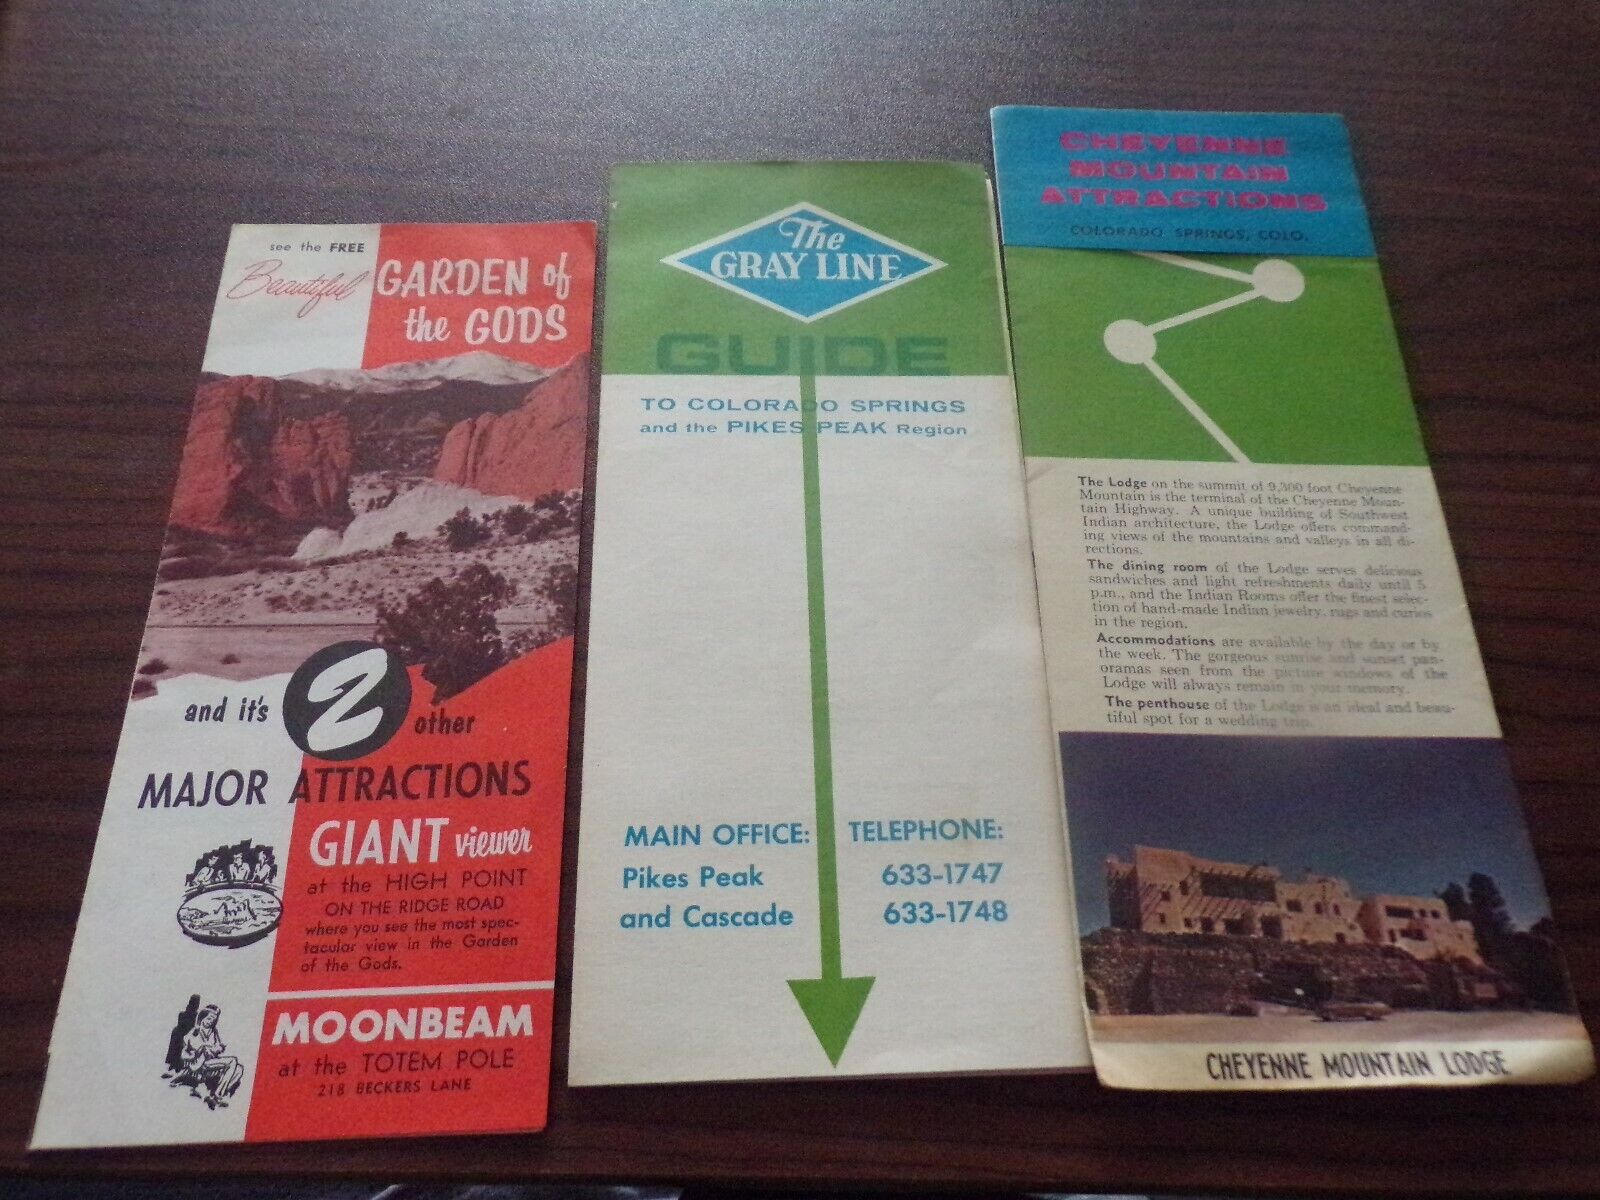 see the FREE
Beautiful
GARDEN of
the GODS
and it's 2 other
MAJOR ATTRACTIONS
GIANT viewer
at the HIGH POINT
ON THE RIDGE ROAD
where you see the most spec-
tacular view in the Garden
of the Gods.
MOONBEAM
at the TOTEM POLE
218 BECKERS LANE
The
GRAY LINE
GUIDE
TO COLORADO SPRINGS
and the PIKES PEAK Region
MAIN OFFICE:
Pikes Peak
and Cascade
TELEPHONE:
633-1747
633-1748
CHEYENNE
MOUNTAIN
ATTRACTIONS
COLORADO SPRINGS, COLO.
The Lodge on the summit of 9,300 foot Cheyenne
Mountain is the terminal of the Cheyenne Moun-
tain Highway. A unique building of Southwest
Indian architecture, the Lodge offers command-
ing views of the mountains and valleys in all di-
rections.
The dining room of the Lodge serves delicious
sandwiches and light refreshments daily until 5
p.m., and the Indian Rooms offer the finest selec-
tion of hand-made Indian jewelry, rugs and curios
in the region.
Accommodations are available by the day or by
the week. The gorgeous sunrise and sunset pan-
oramas seen from the picture windows of the
Lodge will always remain in your memory.
The penthouse of the Lodge is an ideal and beau-
tiful spot for a wedding trip.
CHEYENNE MOUNTAIN LODGE